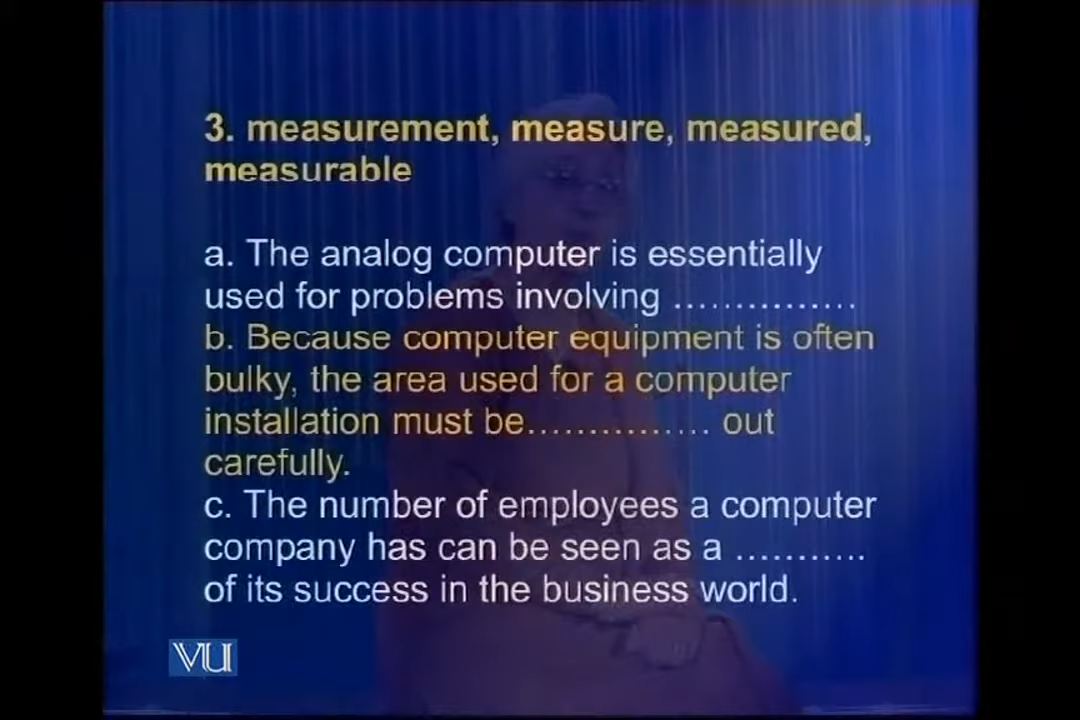 3. measurement, measure, measured,
measurable
a. The analog computer is essentially
used for problems involving ……………
b. Because computer equipment is often
bulky, the area used for a computer
installation must be…………… out
carefully.
c. The number of employees a computer
company has can be seen as a ………..
of its success in the business world.
VU